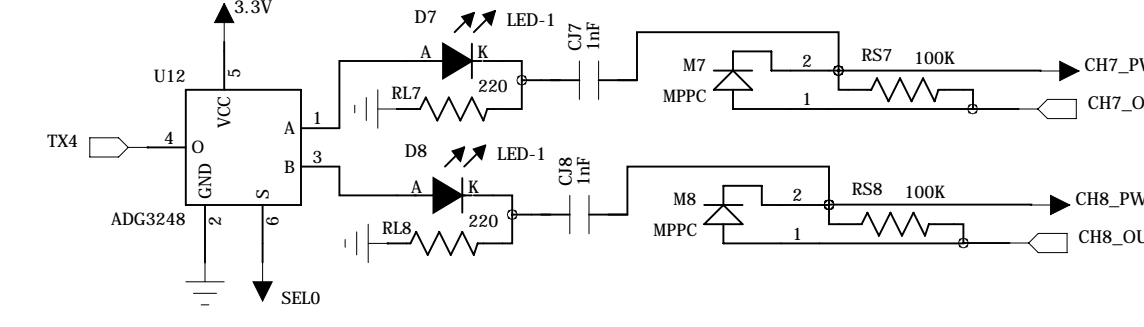 3.3V
D7
LED-1
CJ7
1nF
U12
5
VCC
A
K
220
RL7
M7
MPPC
2
1
RS7
100K
CH7_PW
CH7_O
TX4
4
O
A
1
B
3
GND
S
ADG3248
2
6
SEL0
D8
LED-1
CJ8
1nF
A
K
220
RL8
M8
MPPC
2
1
RS8
100K
CH8_PW
CH8_OU